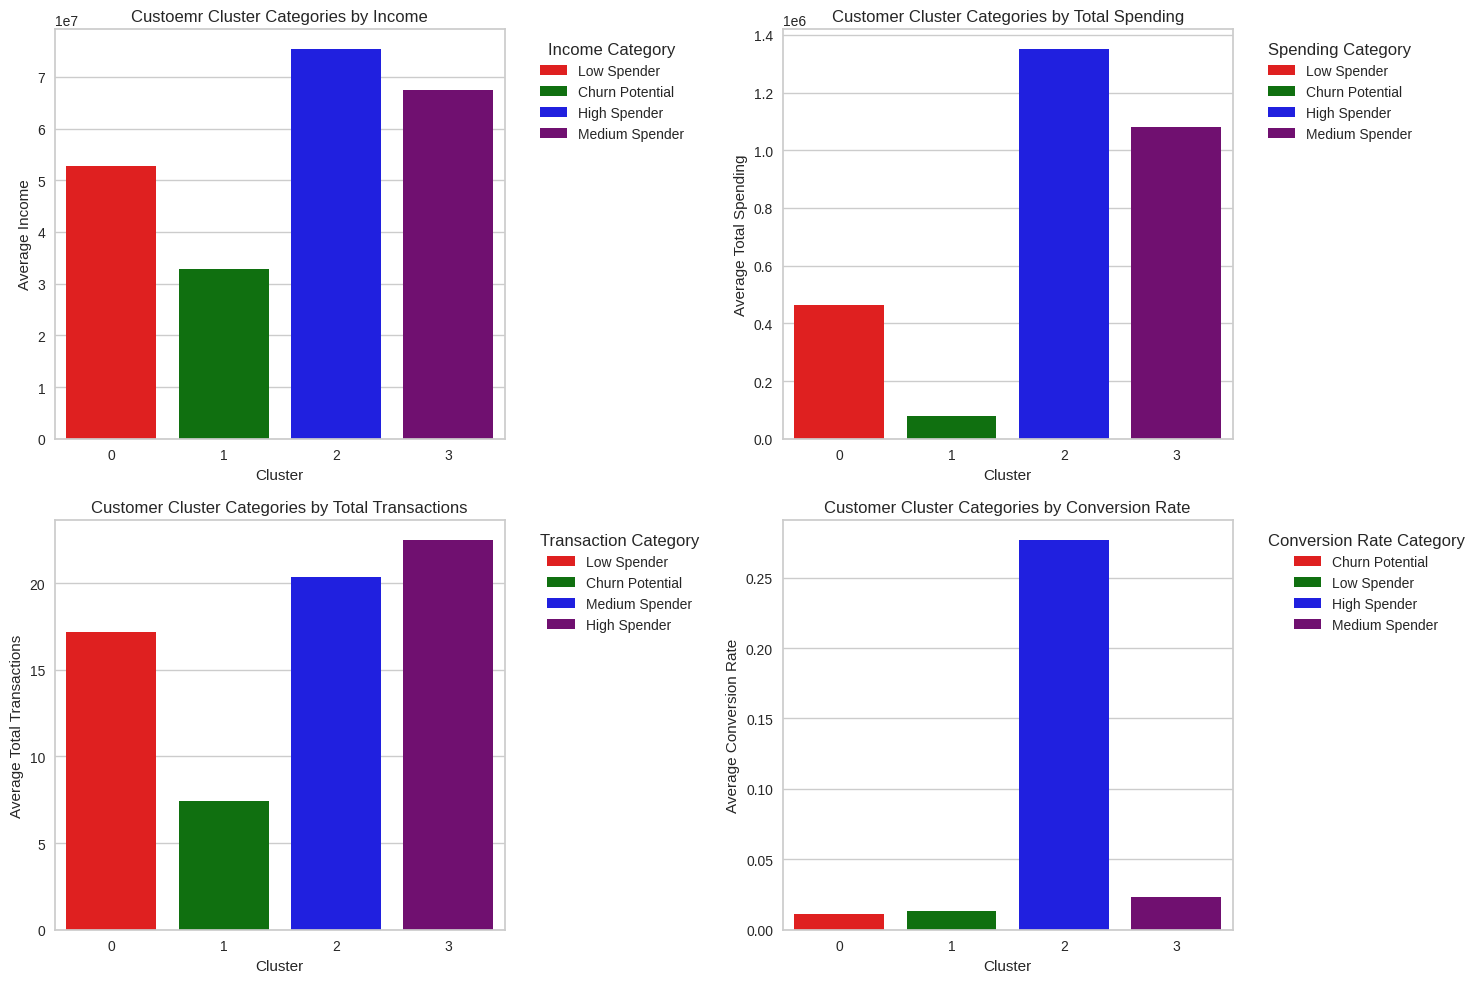 Custoemr Cluster Categories by Income
1e7
Average Income
7
6
5
4
3
2
1
0
0 1 2 3
Cluster
Income Category
Low Spender
Churn Potential
High Spender
Medium Spender
Customer Cluster Categories by Total Spending
1e6
Average Total Spending
1.4
1.2
1.0
0.8
0.6
0.4
0.2
0.0
0 1 2 3
Cluster
Spending Category
Low Spender
Churn Potential
High Spender
Medium Spender
Customer Cluster Categories by Total Transactions
Average Total Transactions
20
15
10
5
0
0 1 2 3
Cluster
Transaction Category
Low Spender
Churn Potential
Medium Spender
High Spender
Customer Cluster Categories by Conversion Rate
Average Conversion Rate
0.25
0.20
0.15
0.10
0.05
0.00
0 1 2 3
Cluster
Conversion Rate Category
Churn Potential
Low Spender
High Spender
Medium Spender